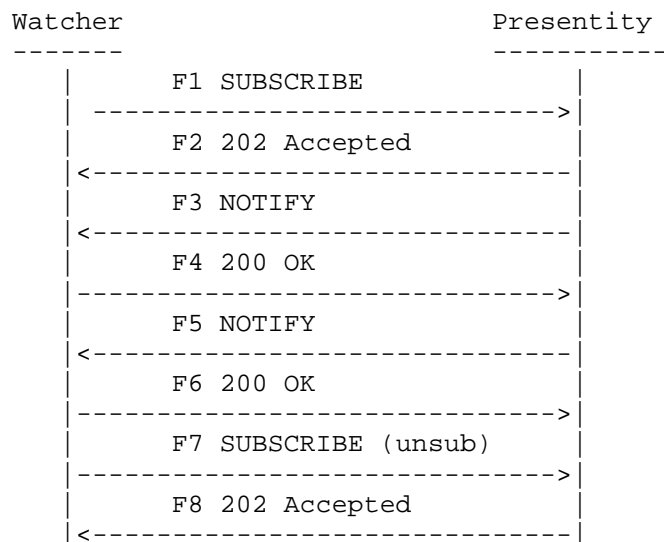 Watcher Presentity
------- -----------
F1 SUBSCRIBE
----------------------------->
F2 202 Accepted
<------------------------------
F3 NOTIFY
<------------------------------
F4 200 OK
------------------------------>
F5 NOTIFY
<------------------------------
F6 200 OK
------------------------------>
F7 SUBSCRIBE (unsub)
------------------------------>
F8 202 Accepted
<------------------------------